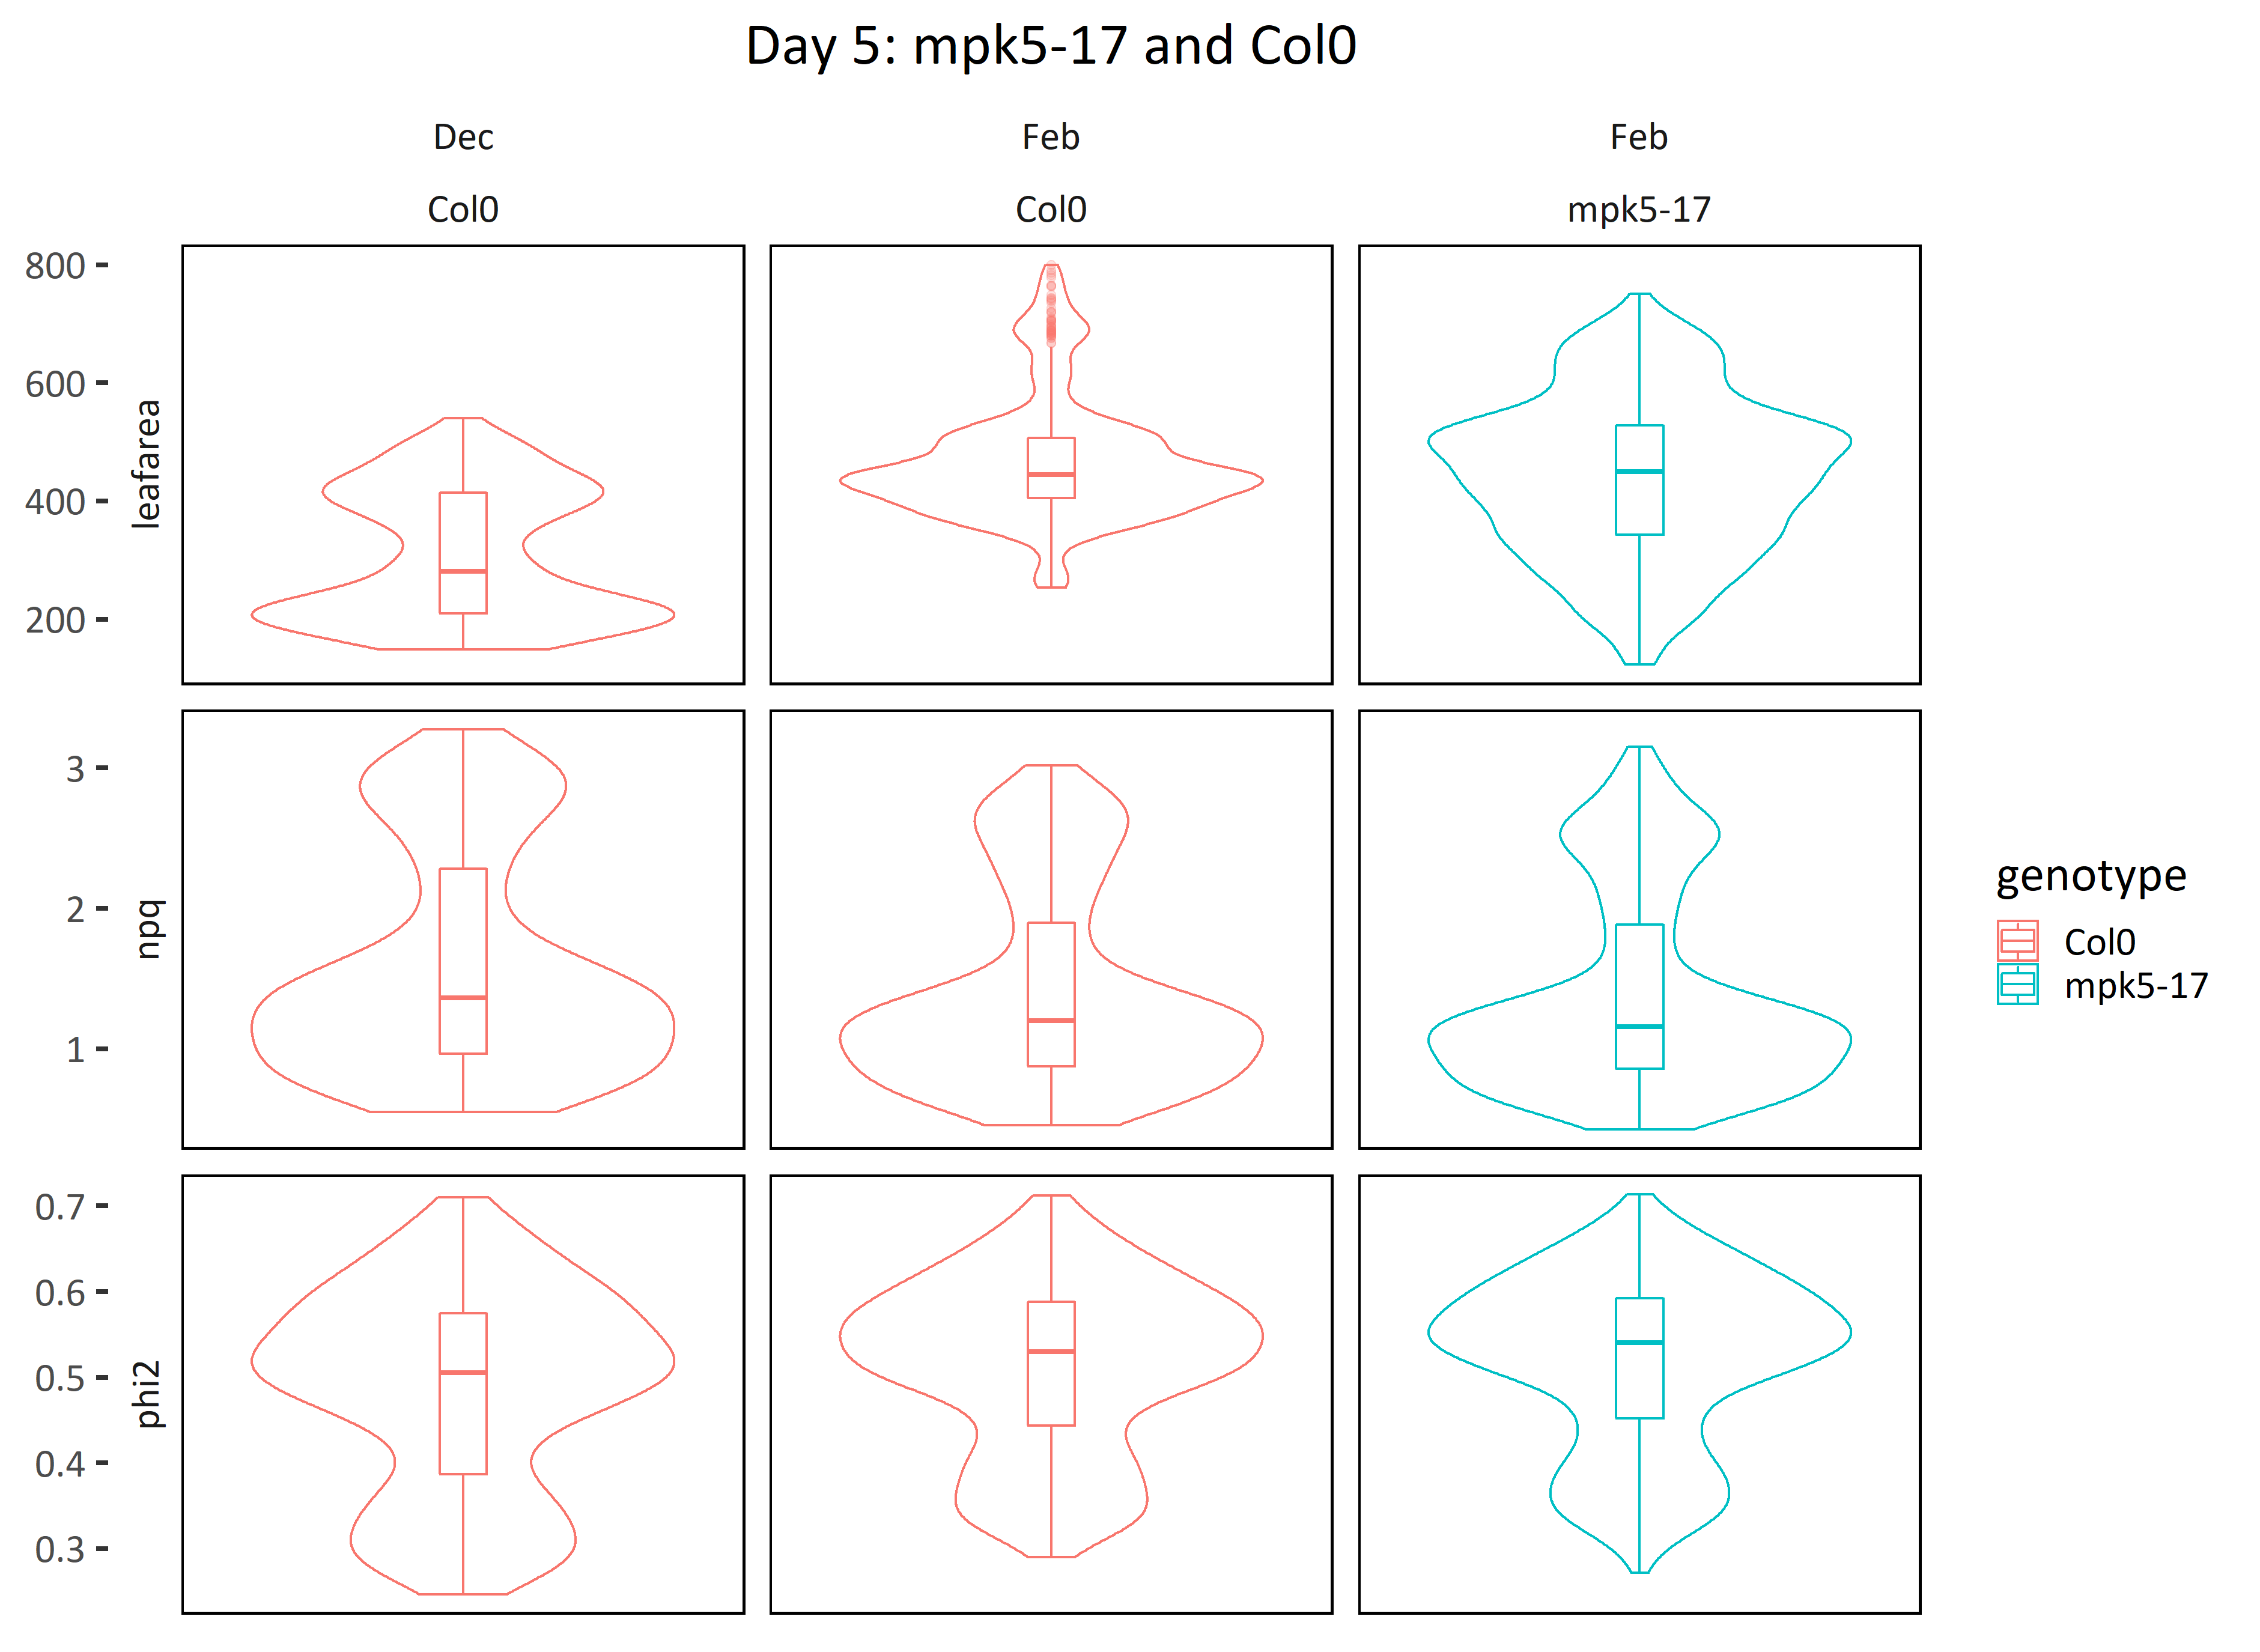 Day 5: mpk5-17 and Col0
Dec
Feb
Feb
Col0
Col0
mpk5-17
800
600
400
200
leafarea
3
2
1
npq
0.7
0.6
0.5
0.4
0.3
phi2
genotype
Col0
mpk5-17